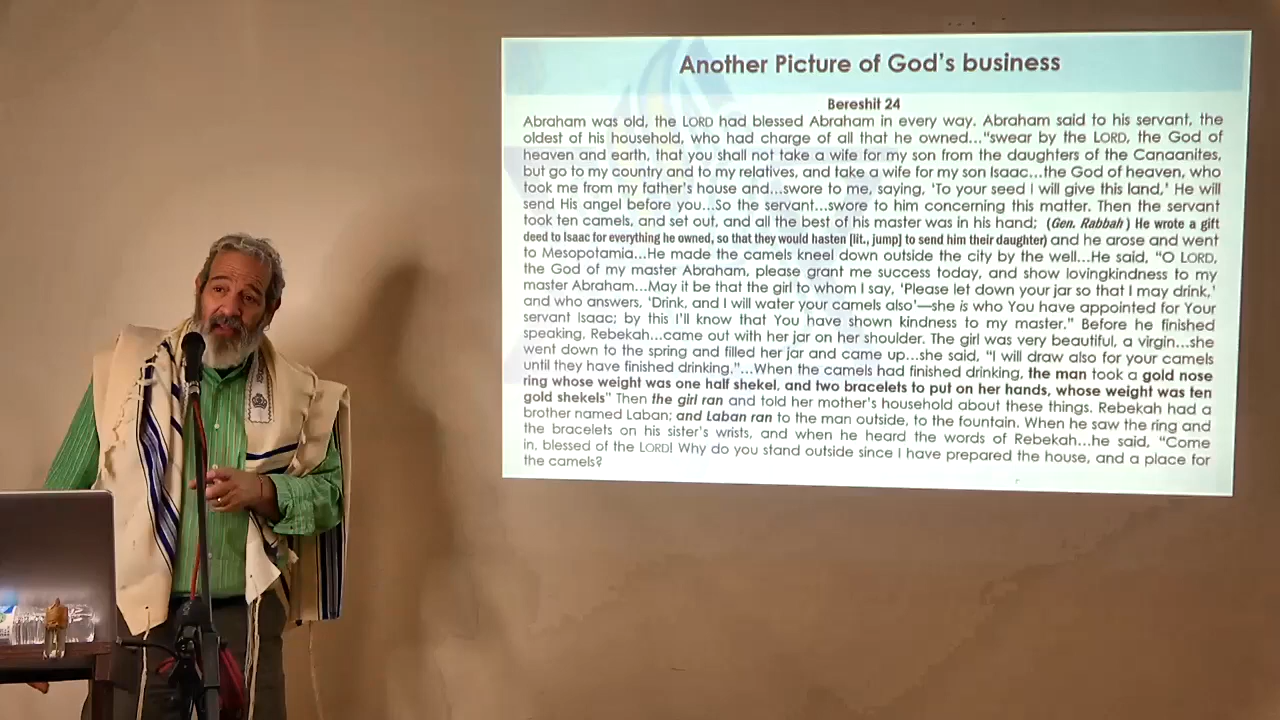 Another Picture of God's business
Bereshit 24
Abraham was old, the LORD had blessed Abraham in every way. Abraham said to his servant, the
oldest of his household, who had charge of all that he owned…"swear by the LORD, the God of
heaven and earth, that you shall not take a wife for my son from the daughters of the Canaanites,
but go to my country and to my relatives, and take a wife for my son Isaac…the God of heaven, who
took me from my father's house and…swore to me, saying, 'To your seed I will give this land,' He will
send His angel before you…So the servant…swore to him concerning this matter. Then the servant
took ten camels, and set out, and all the best of his master was in his hand; (Gen. Rabbah) He wrote a gift
deed to Isaac for everything he owned, so that they would hasten [lit., jump] to send him their daughter) and he arose and went
to Mesopotamia…He made the camels kneel down outside the city by the well…He said, "O LORD,
the God of my master Abraham, please grant me success today, and show lovingkindness to my
master Abraham…May it be that the girl to whom I say, 'Please let down your jar so that I may drink,'
and who answers, 'Drink, and I will water your camels also'—she is who You have appointed for Your
servant Isaac; by this I'll know that You have shown kindness to my master." Before he finished
speaking, Rebekah…came out with her jar on her shoulder. The girl was very beautiful, a virgin…she
went down to the spring and filled her jar and came up…she said, "I will draw also for your camels
until they have finished drinking."…When the camels had finished drinking, the man took a gold nose
ring whose weight was one half shekel, and two bracelets to put on her hands, whose weight was ten
gold shekels" Then the girl ran and told her mother's household about these things. Rebekah had a
brother named Laban; and Laban ran to the man outside, to the fountain. When he saw the ring and
the bracelets on his sister's wrists, and when he heard the words of Rebekah…he said, "Come
in, blessed of the LORD! Why do you stand outside since I have prepared the house, and a place for
the camels?